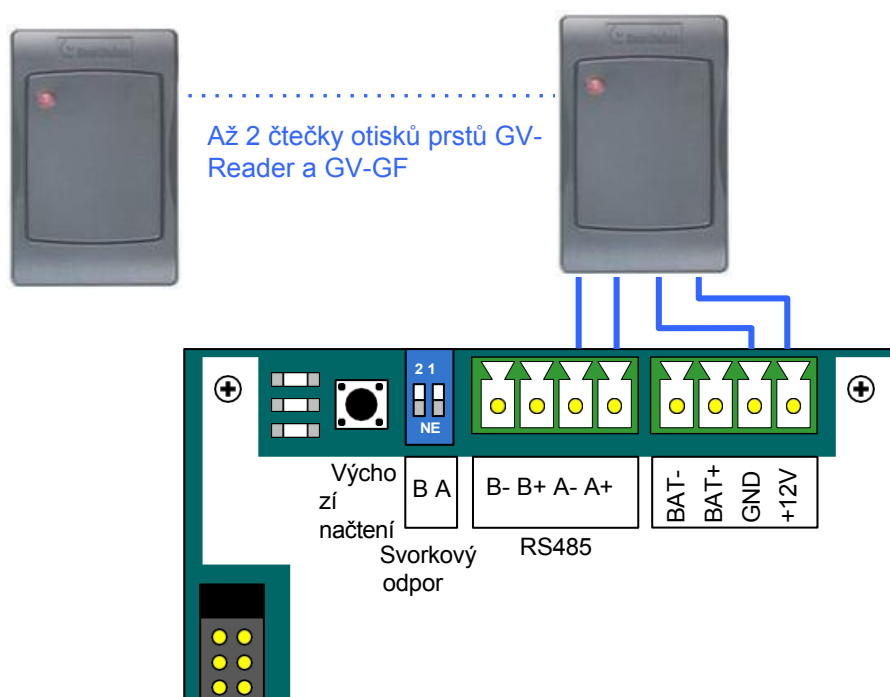 Až 2 čtečky otisků prstů GV-
Reader a GV-GF
2 1
NE
Výcho
zí
načtení
B A
B- B+ A- A+
BAT-
BAT+
GND
+12V
Svorkový
odpor
RS485